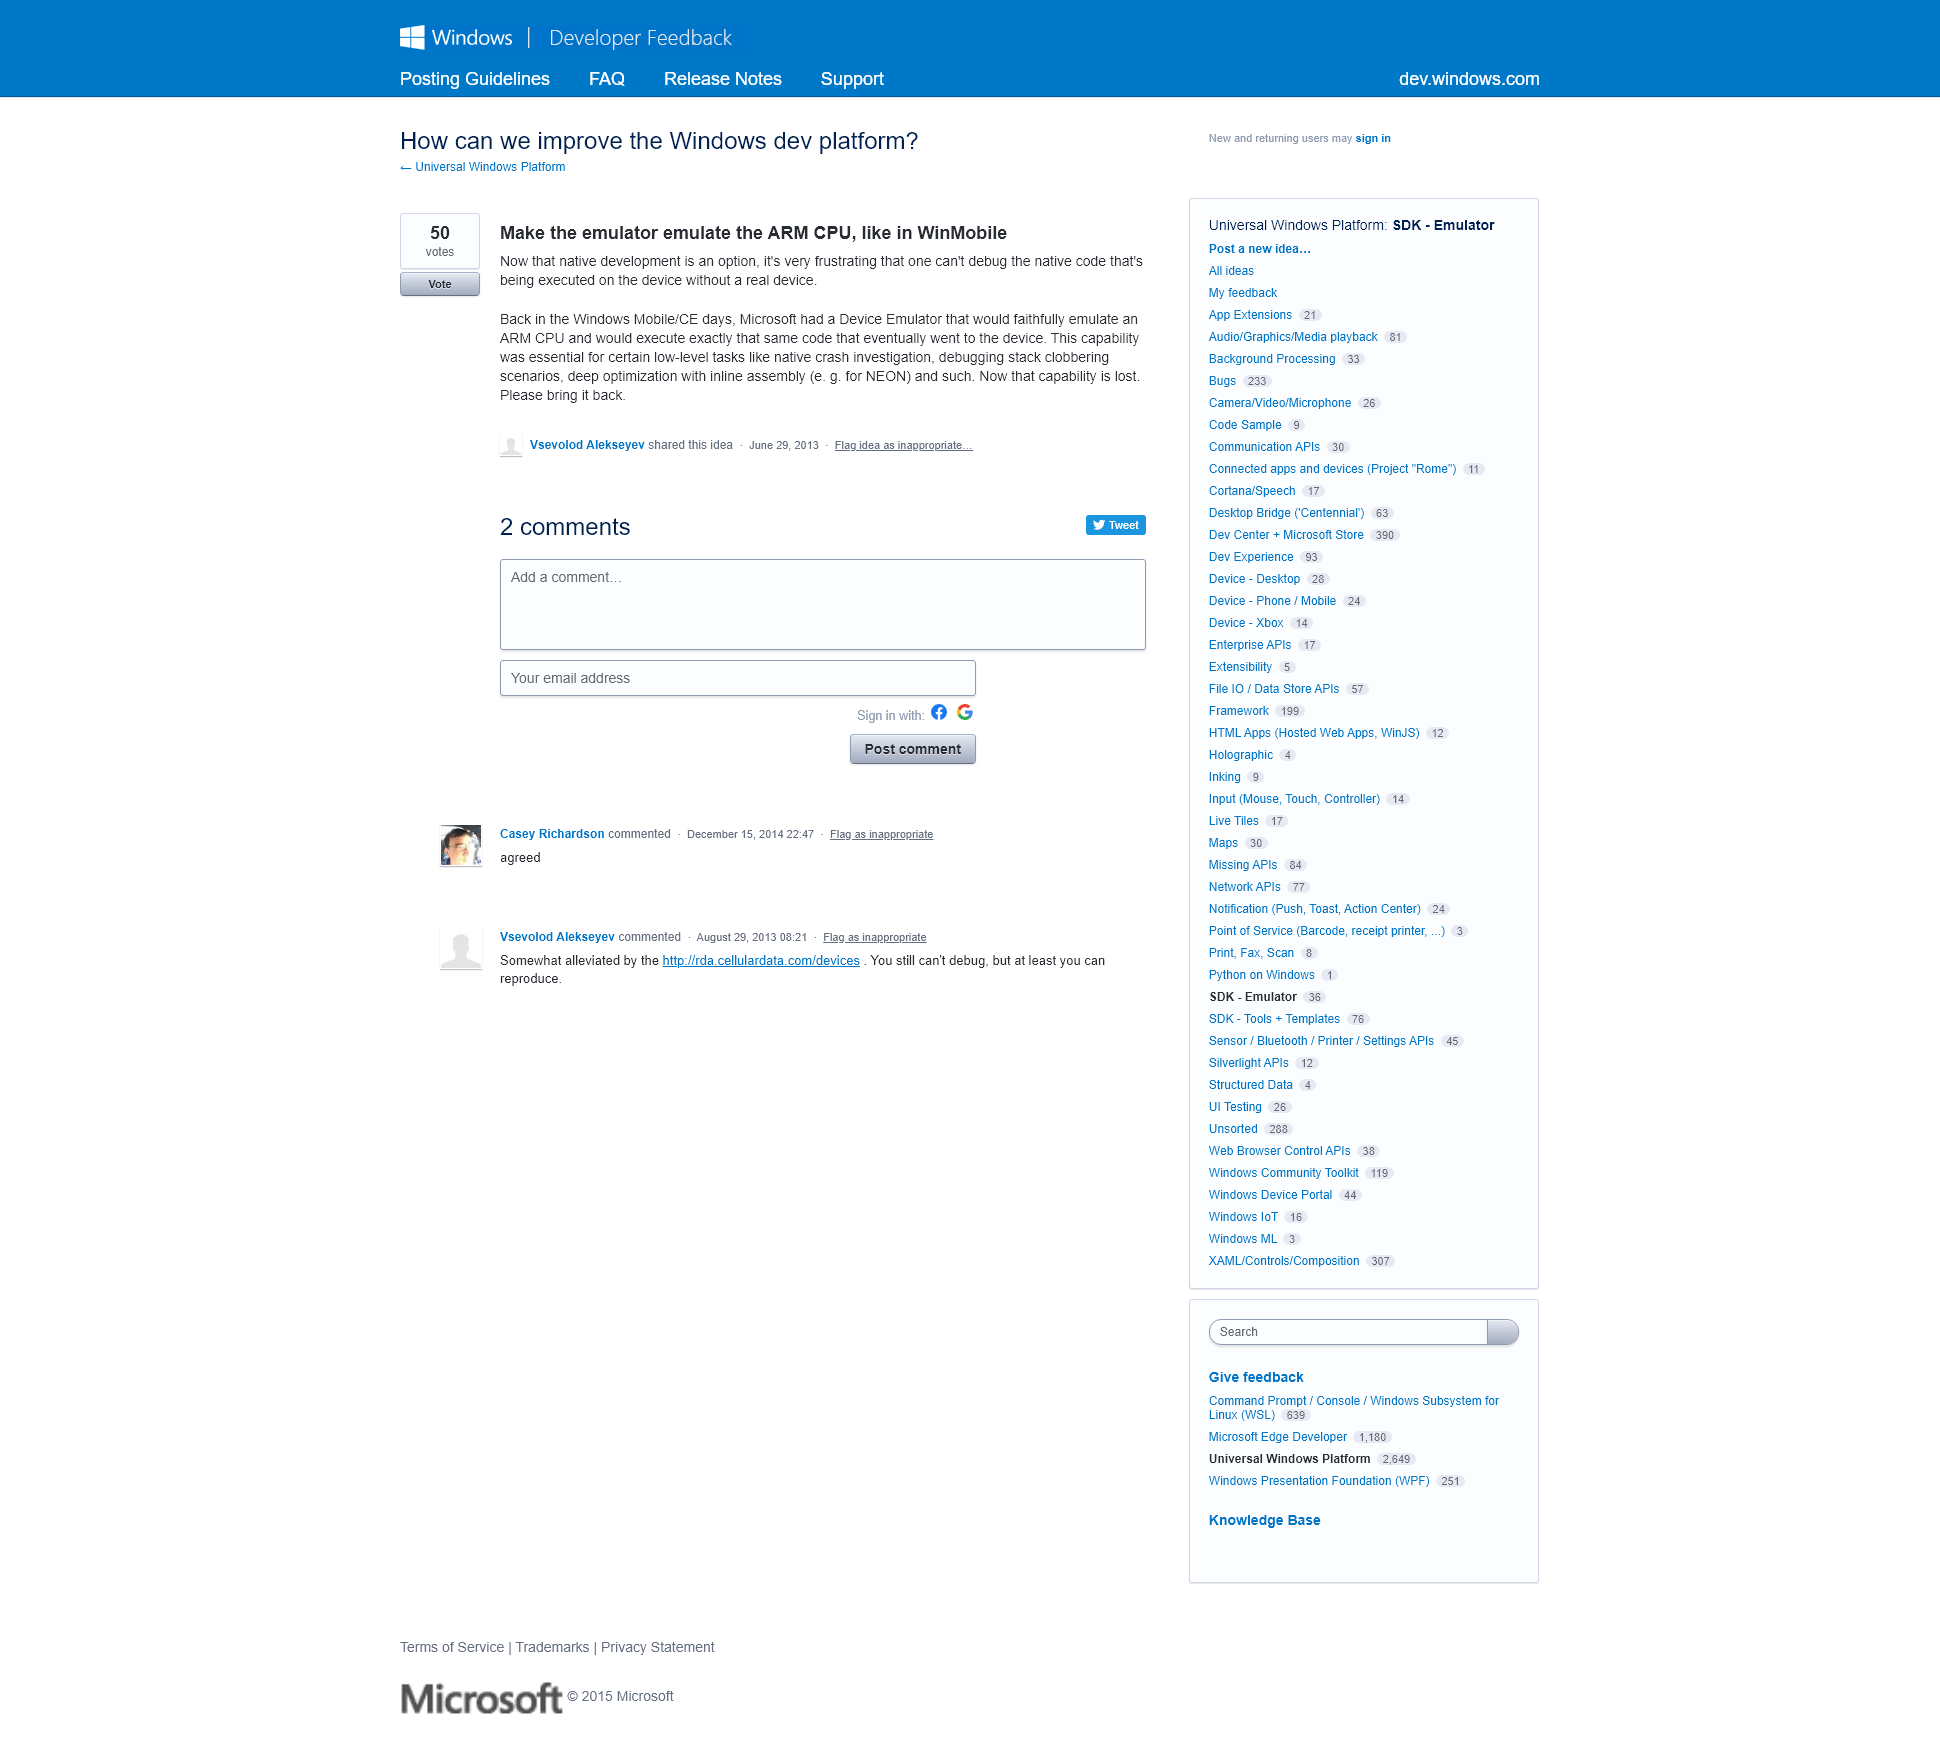 Windows | Developer Feedback
Posting Guidelines FAQ Release Notes Support dev.windows.com
How can we improve the Windows dev platform?
← Universal Windows Platform
New and returning users may sign in
50
votes
Vote
Make the emulator emulate the ARM CPU, like in WinMobile
Now that native development is an option, it's very frustrating that one can't debug the native code that's
being executed on the device without a real device.
Back in the Windows Mobile/CE days, Microsoft had a Device Emulator that would faithfully emulate an
ARM CPU and would execute exactly that same code that eventually went to the device. This capability
was essential for certain low-level tasks like native crash investigation, debugging stack clobbering
scenarios, deep optimization with inline assembly (e. g. for NEON) and such. Now that capability is lost.
Please bring it back.
Vsevolod Alekseyev shared this idea · June 29, 2013 · Flag idea as inappropriate…
2 comments
Tweet
Add a comment…
Your email address
Sign in with:
Post comment
Casey Richardson commented · December 15, 2014 22:47 · Flag as inappropriate
agreed
Vsevolod Alekseyev commented · August 29, 2013 08:21 · Flag as inappropriate
Somewhat alleviated by the http://rda.cellulardata.com/devices . You still can't debug, but at least you can
reproduce.
Universal Windows Platform: SDK - Emulator
Post a new idea…
All ideas
My feedback
App Extensions 21
Audio/Graphics/Media playback 81
Background Processing 33
Bugs 233
Camera/Video/Microphone 26
Code Sample 9
Communication APIs 30
Connected apps and devices (Project "Rome") 11
Cortana/Speech 17
Desktop Bridge ('Centennial') 63
Dev Center + Microsoft Store 390
Dev Experience 93
Device - Desktop 28
Device - Phone / Mobile 24
Device - Xbox 14
Enterprise APIs 17
Extensibility 5
File IO / Data Store APIs 57
Framework 199
HTML Apps (Hosted Web Apps, WinJS) 12
Holographic 4
Inking 9
Input (Mouse, Touch, Controller) 14
Live Tiles 17
Maps 30
Missing APIs 84
Network APIs 77
Notification (Push, Toast, Action Center) 24
Point of Service (Barcode, receipt printer, ...) 3
Print, Fax, Scan 8
Python on Windows 1
SDK - Emulator 36
SDK - Tools + Templates 76
Sensor / Bluetooth / Printer / Settings APIs 45
Silverlight APIs 12
Structured Data 4
UI Testing 26
Unsorted 288
Web Browser Control APIs 38
Windows Community Toolkit 119
Windows Device Portal 44
Windows IoT 16
Windows ML 3
XAML/Controls/Composition 307
Search
Give feedback
Command Prompt / Console / Windows Subsystem for
Linux (WSL) 639
Microsoft Edge Developer 1,180
Universal Windows Platform 2,649
Windows Presentation Foundation (WPF) 251
Knowledge Base
Terms of Service | Trademarks | Privacy Statement
Microsoft © 2015 Microsoft